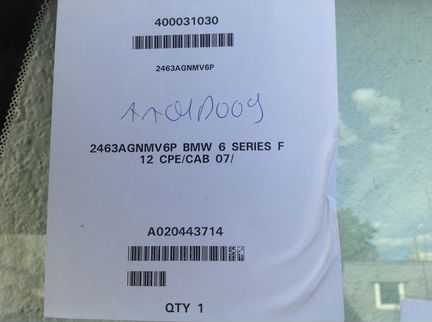 400031030
2463AGNMV6P
2463AGNMV6P BMW 6 SERIES F
12 CPE/CAB 07/
A020443714
QTY 1